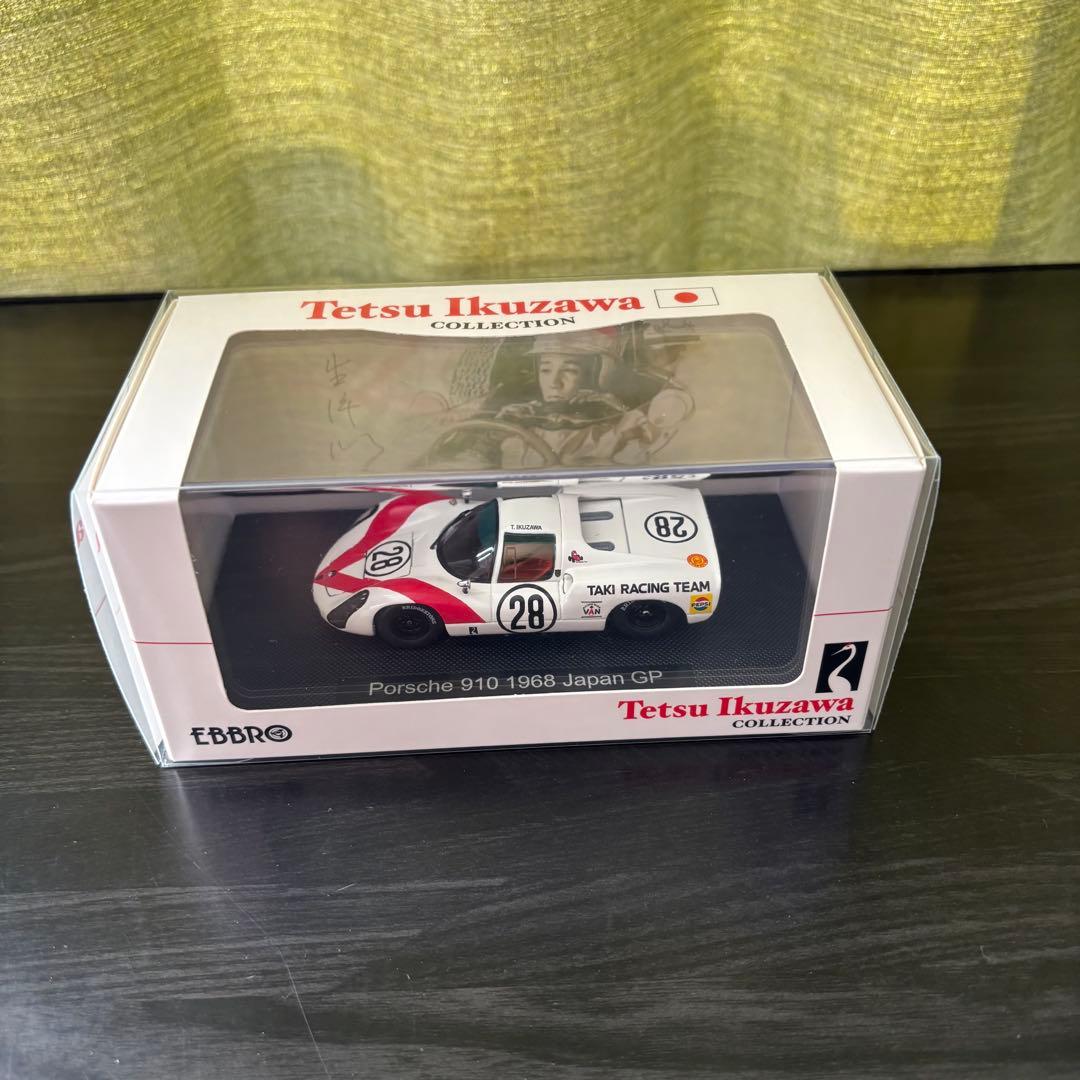 Tetsu Ikuzawa
COLLECTION
生沢徹
T. IKUZAWA
28
28
28
TAKI RACING TEAM
VAN
PEPSI
Porsche 910 1968 Japan GP
EBBRO
Tetsu Ikuzawa
COLLECTION